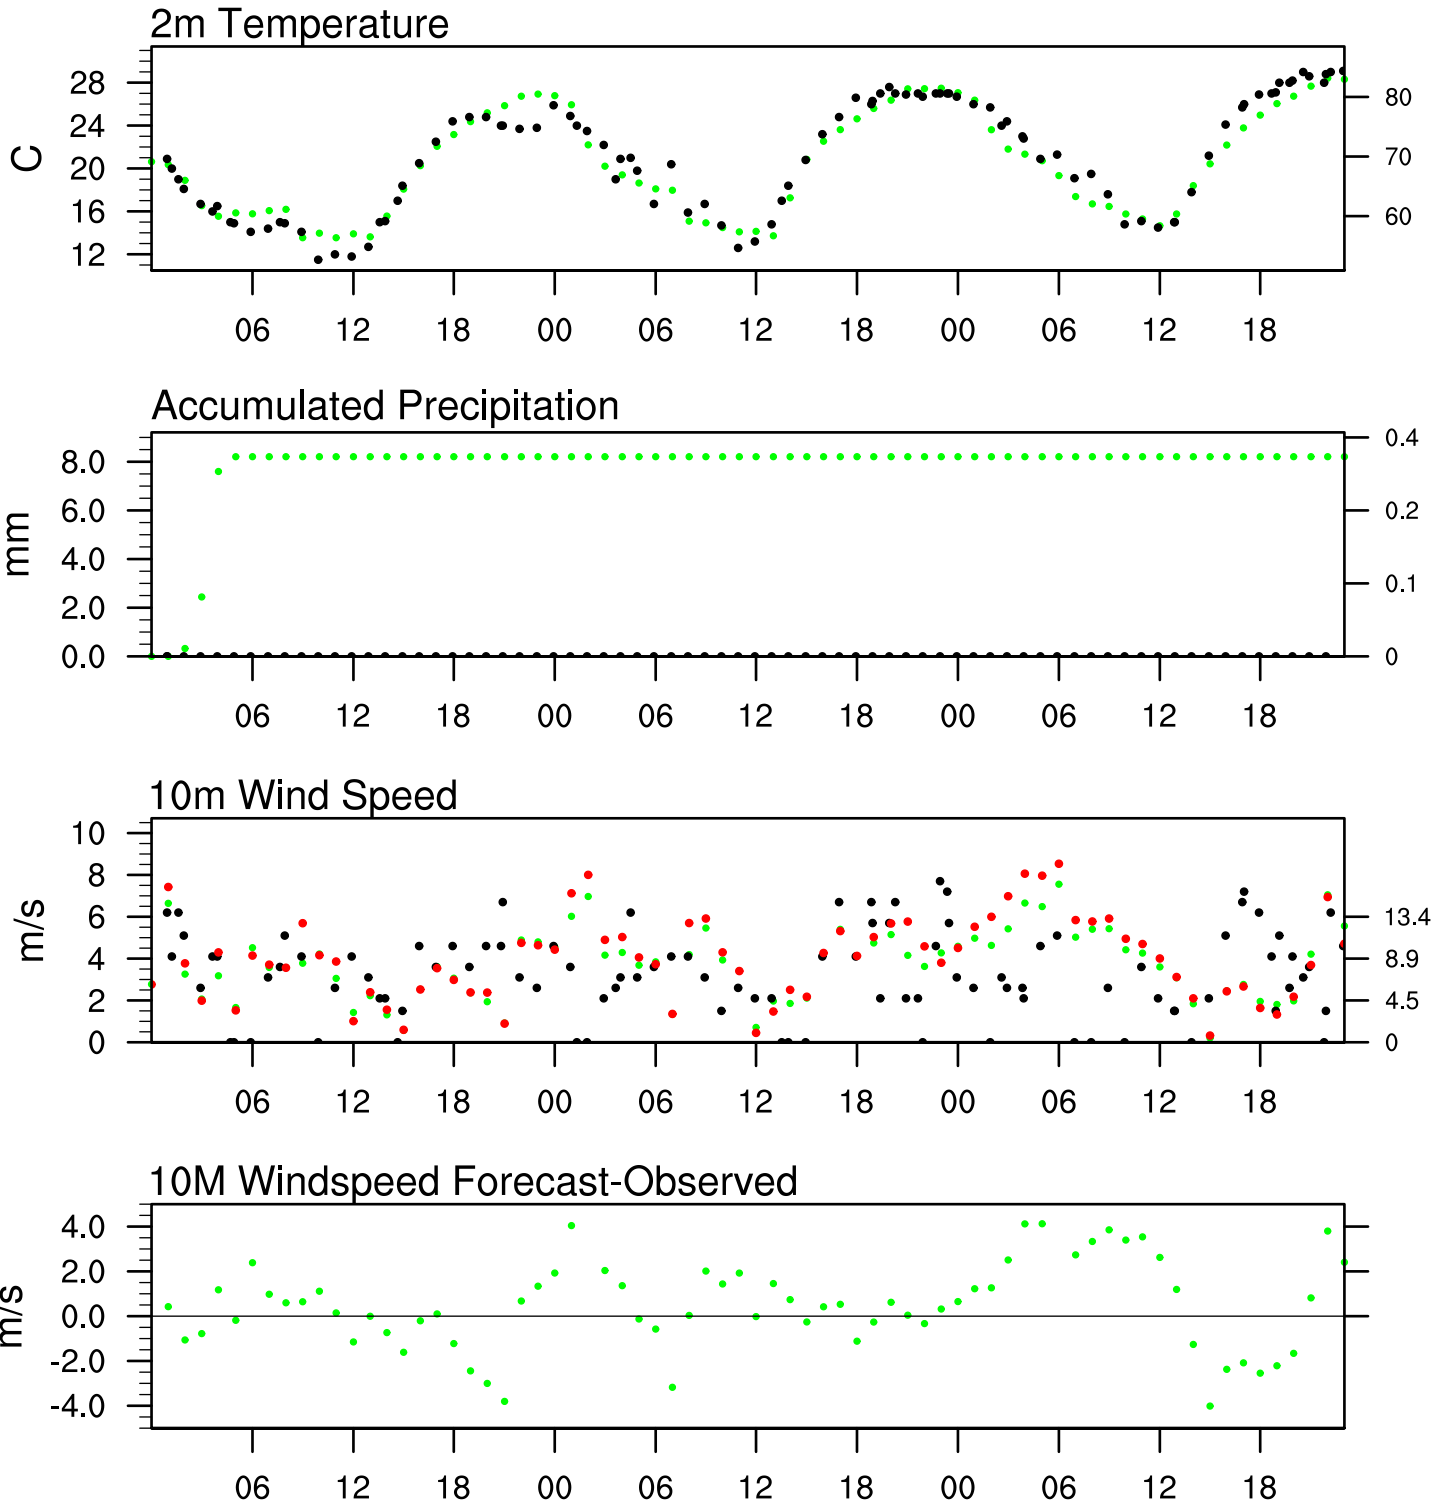 2m Temperature
28
24
20
16
12
C
80
70
60
06 12 18 00 06 12 18 00 06 12 18
Accumulated Precipitation
8.0
6.0
4.0
2.0
0.0
mm
0.4
0.2
0.1
0
06 12 18 00 06 12 18 00 06 12 18
10m Wind Speed
10
8
6
4
2
0
m/s
13.4
8.9
4.5
0
06 12 18 00 06 12 18 00 06 12 18
10M Windspeed Forecast-Observed
4.0
2.0
0.0
-2.0
-4.0
m/s
06 12 18 00 06 12 18 00 06 12 18